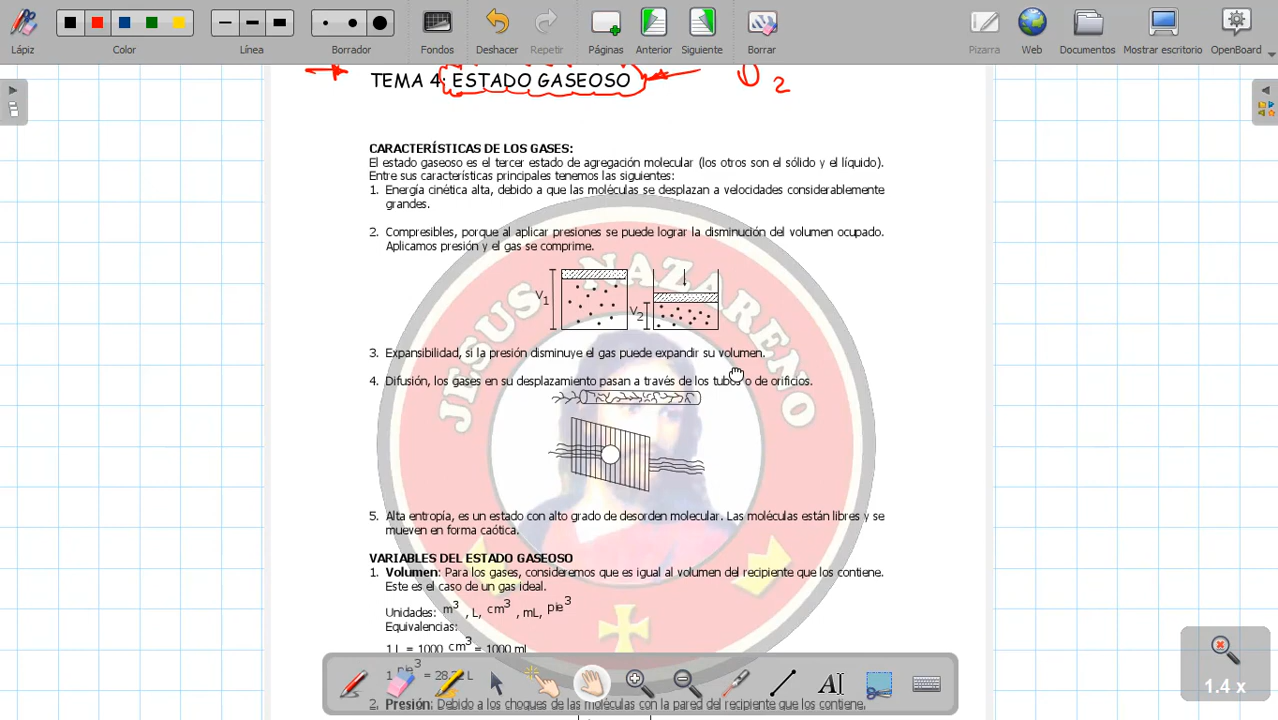 Lápiz
Color
Línea
Borrador
Fondos
Deshacer
Repetir
Páginas
Anterior
Siguiente
Borrar
Pizarra
Web
Documentos
Mostrar escritorio
OpenBoard
TEMA 4: ESTADO GASEOSO
2
CARACTERÍSTICAS DE LOS GASES:
El estado gaseoso es el tercer estado de agregación molecular (los otros son el sólido y el líquido).
Entre sus características principales tenemos las siguientes:
1. Energía cinética alta, debido a que las moléculas se desplazan a velocidades considerablemente
grandes.
2. Compresibles, porque al aplicar presiones se puede lograr la disminución del volumen ocupado.
Aplicamos presión y el gas se comprime.
V1
V2
3. Expansibilidad, si la presión disminuye el gas puede expandir su volumen.
4. Difusión, los gases en su desplazamiento pasan a través de los tubos o de orificios.
5. Alta entropía, es un estado con alto grado de desorden molecular. Las moléculas están libres y se
mueven en forma caótica.
JESUS NAZARENO
VARIABLES DEL ESTADO GASEOSO
1. Volumen: Para los gases, consideremos que es igual al volumen del recipiente que los contiene.
Este es el caso de un gas ideal.
Unidades: m³ , L, cm³ , mL, pie³
Equivalencias:
1 L = 1000 cm³ = 1000 ml
1 pie³ = 28,3 L
2. Presión: Debido a los choques de las moléculas con la pared del recipiente que los contiene.
1.4 x